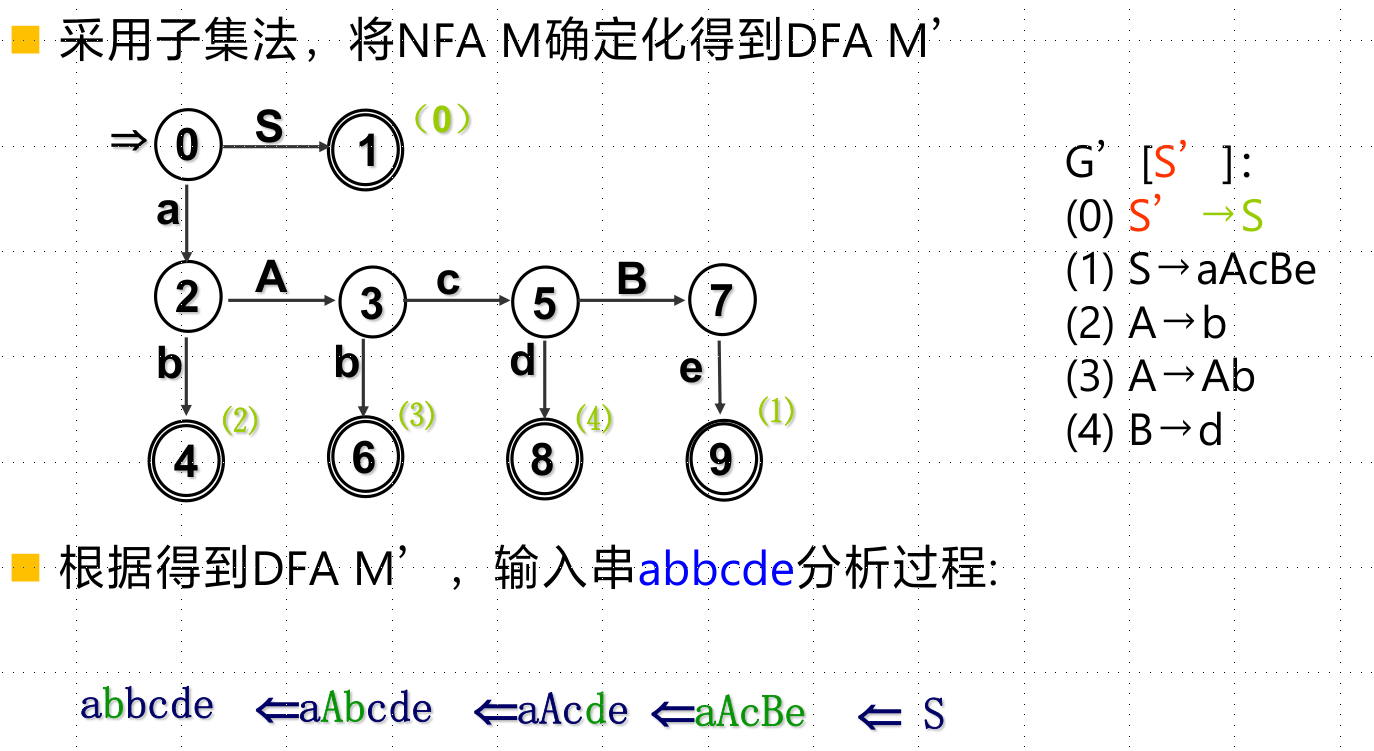 采用子集法，将NFA M确定化得到DFA M’
⇒ 0 S 1 （0）
a
2 A 3 c 5 B 7
b b d e
4 (2) 6 (3) 8 (4) 9 (1)
G’ [S’ ]:
(0) S’ →S
(1) S→aAcBe
(2) A→b
(3) A→Ab
(4) B→d
根据得到DFA M’ ，输入串abbcde分析过程:
abbcde ⇐aAbcde ⇐aAcde ⇐aAcBe ⇐ S